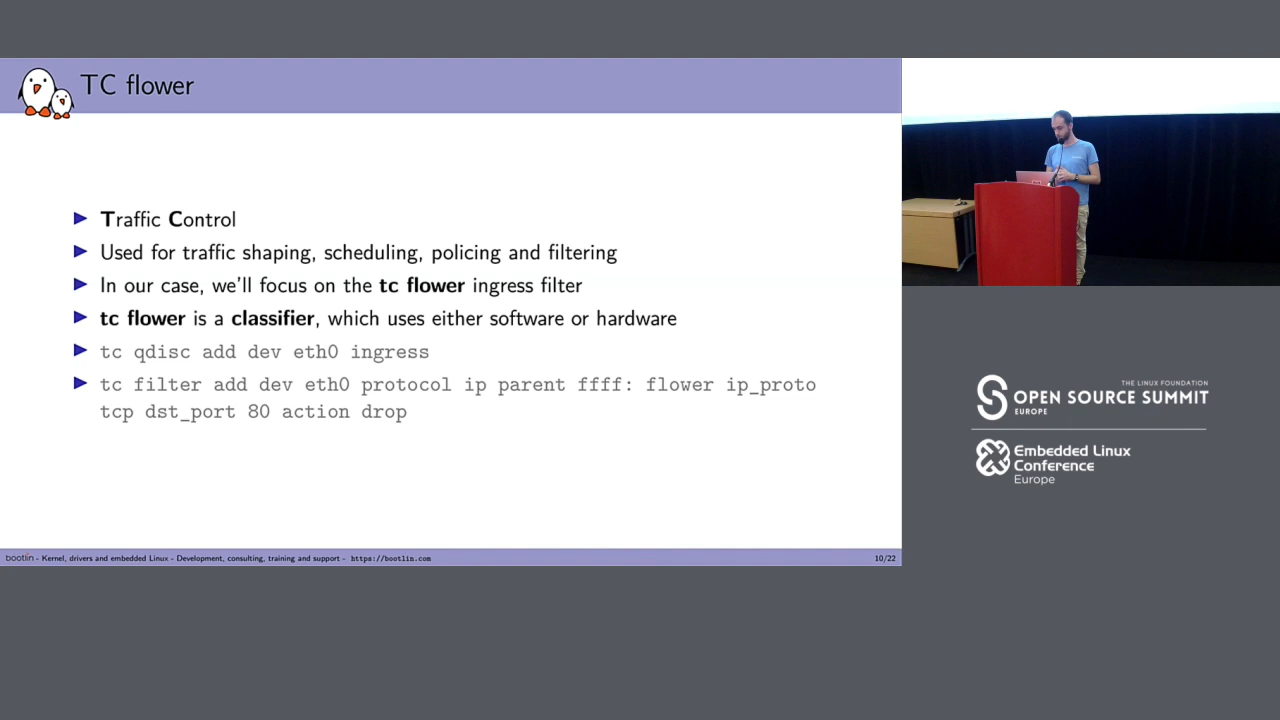 TC flower
Traffic Control
Used for traffic shaping, scheduling, policing and filtering
In our case, we'll focus on the tc flower ingress filter
tc flower is a classifier, which uses either software or hardware
tc qdisc add dev eth0 ingress
tc filter add dev eth0 protocol ip parent ffff: flower ip_proto
tcp dst_port 80 action drop
bootlin - Kernel, drivers and embedded Linux - Development, consulting, training and support - https://bootlin.com
10/22
THE LINUX FOUNDATION
OPEN SOURCE SUMMIT
EUROPE
Embedded Linux
Conference
Europe